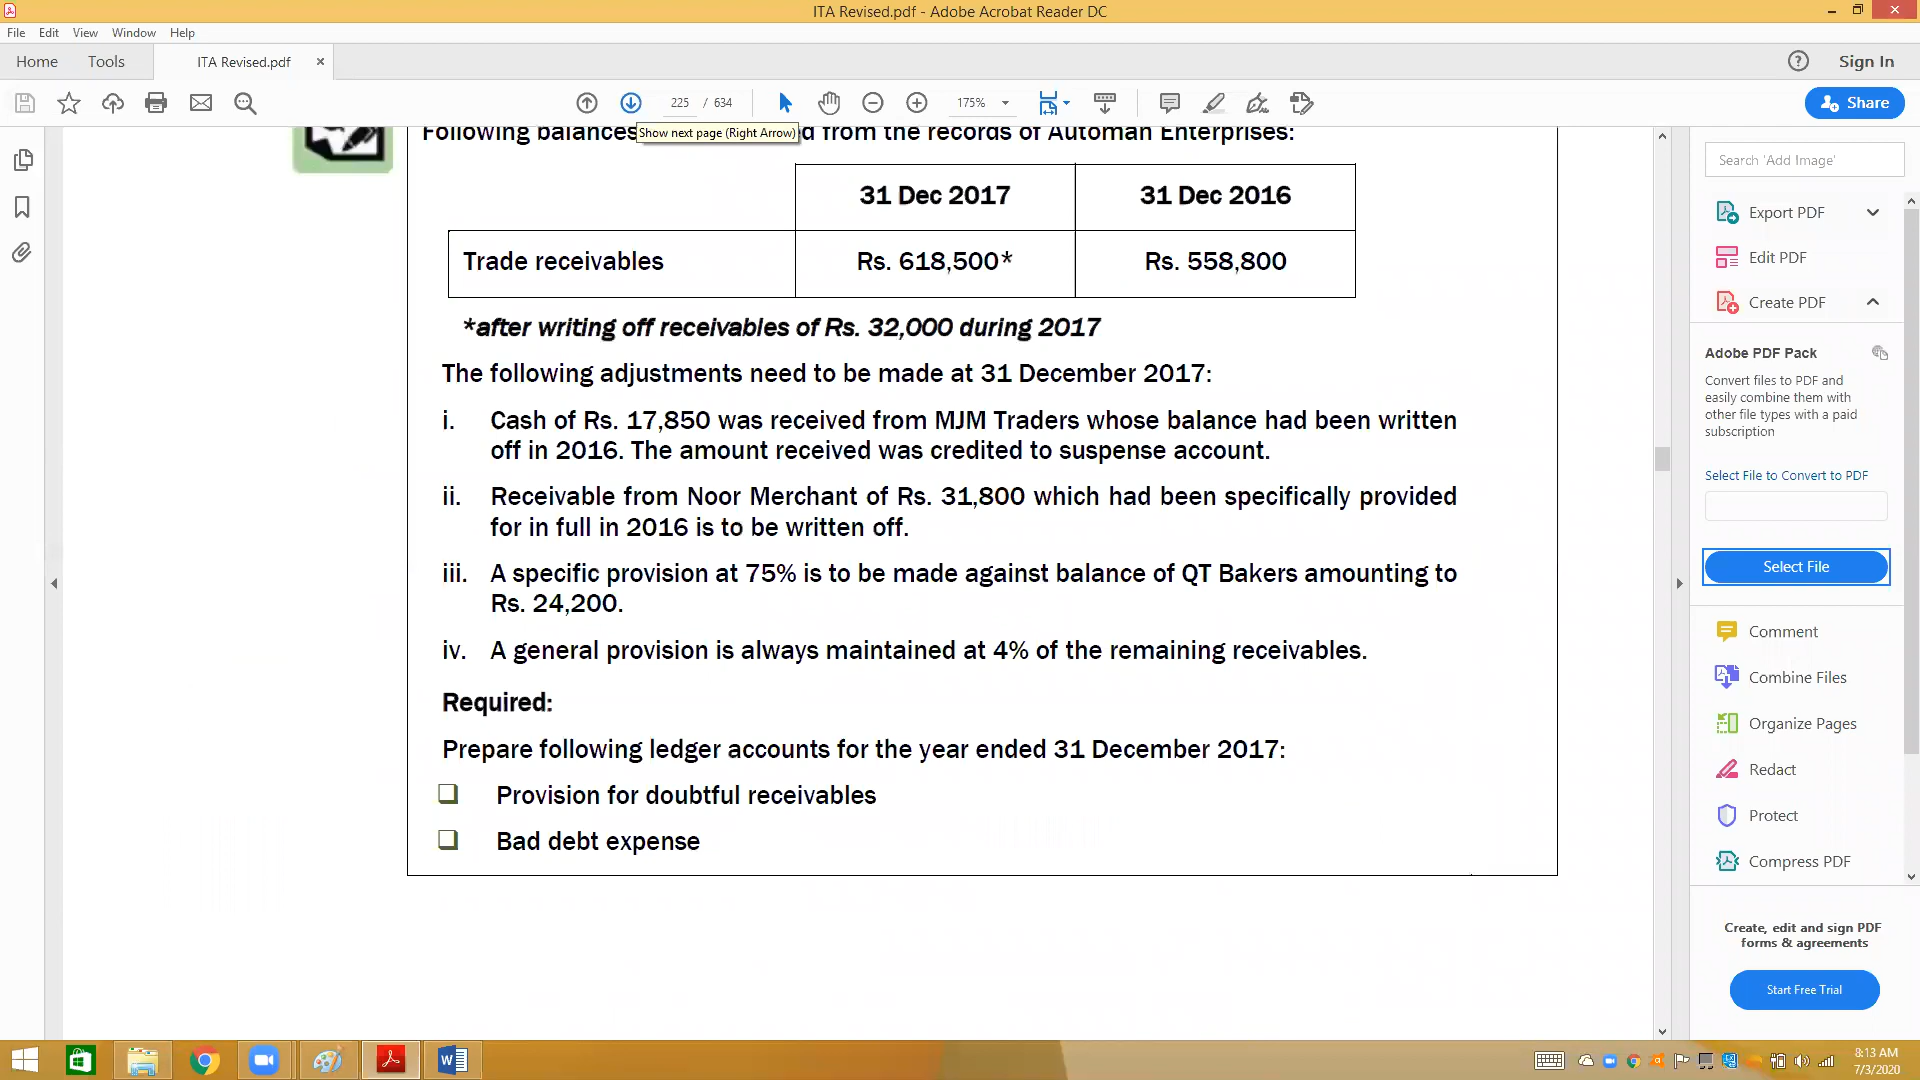 ITA Revised.pdf - Adobe Acrobat Reader DC
File Edit View Window Help
Home Tools ITA Revised.pdf × Sign In
225 / 634 175% Share
Show next page (Right Arrow)
Following balances d from the records of Automan Enterprises:
31 Dec 2017 31 Dec 2016
Trade receivables Rs. 618,500* Rs. 558,800
*after writing off receivables of Rs. 32,000 during 2017
The following adjustments need to be made at 31 December 2017:
i. Cash of Rs. 17,850 was received from MJM Traders whose balance had been written
off in 2016. The amount received was credited to suspense account.
ii. Receivable from Noor Merchant of Rs. 31,800 which had been specifically provided
for in full in 2016 is to be written off.
iii. A specific provision at 75% is to be made against balance of QT Bakers amounting to
Rs. 24,200.
iv. A general provision is always maintained at 4% of the remaining receivables.
Required:
Prepare following ledger accounts for the year ended 31 December 2017:
❑ Provision for doubtful receivables
❑ Bad debt expense
Search 'Add Image'
Export PDF
Edit PDF
Create PDF
Adobe PDF Pack
Convert files to PDF and
easily combine them with
other file types with a paid
subscription
Select File to Convert to PDF
Select File
Comment
Combine Files
Organize Pages
Redact
Protect
Compress PDF
Create, edit and sign PDF
forms & agreements
Start Free Trial
8:13 AM
7/3/2020